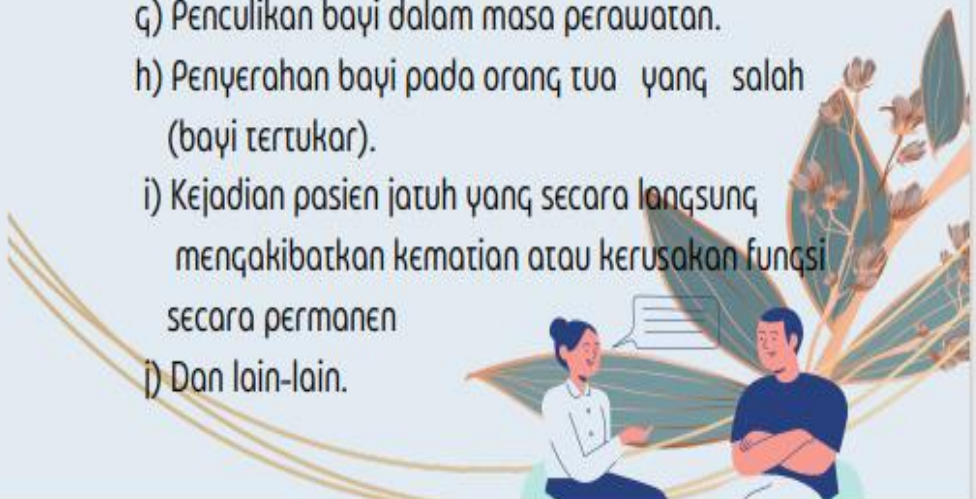 g) Penculikan bayi dalam masa perawatan.
h) Penyerahan bayi pada orang tua yang salah
(bayi tertukar).
i) Kejadian pasien jatuh yang secara langsung
mengakibatkan kematian atau kerusakan fungsi
secara permanen
j) Dan lain-lain.